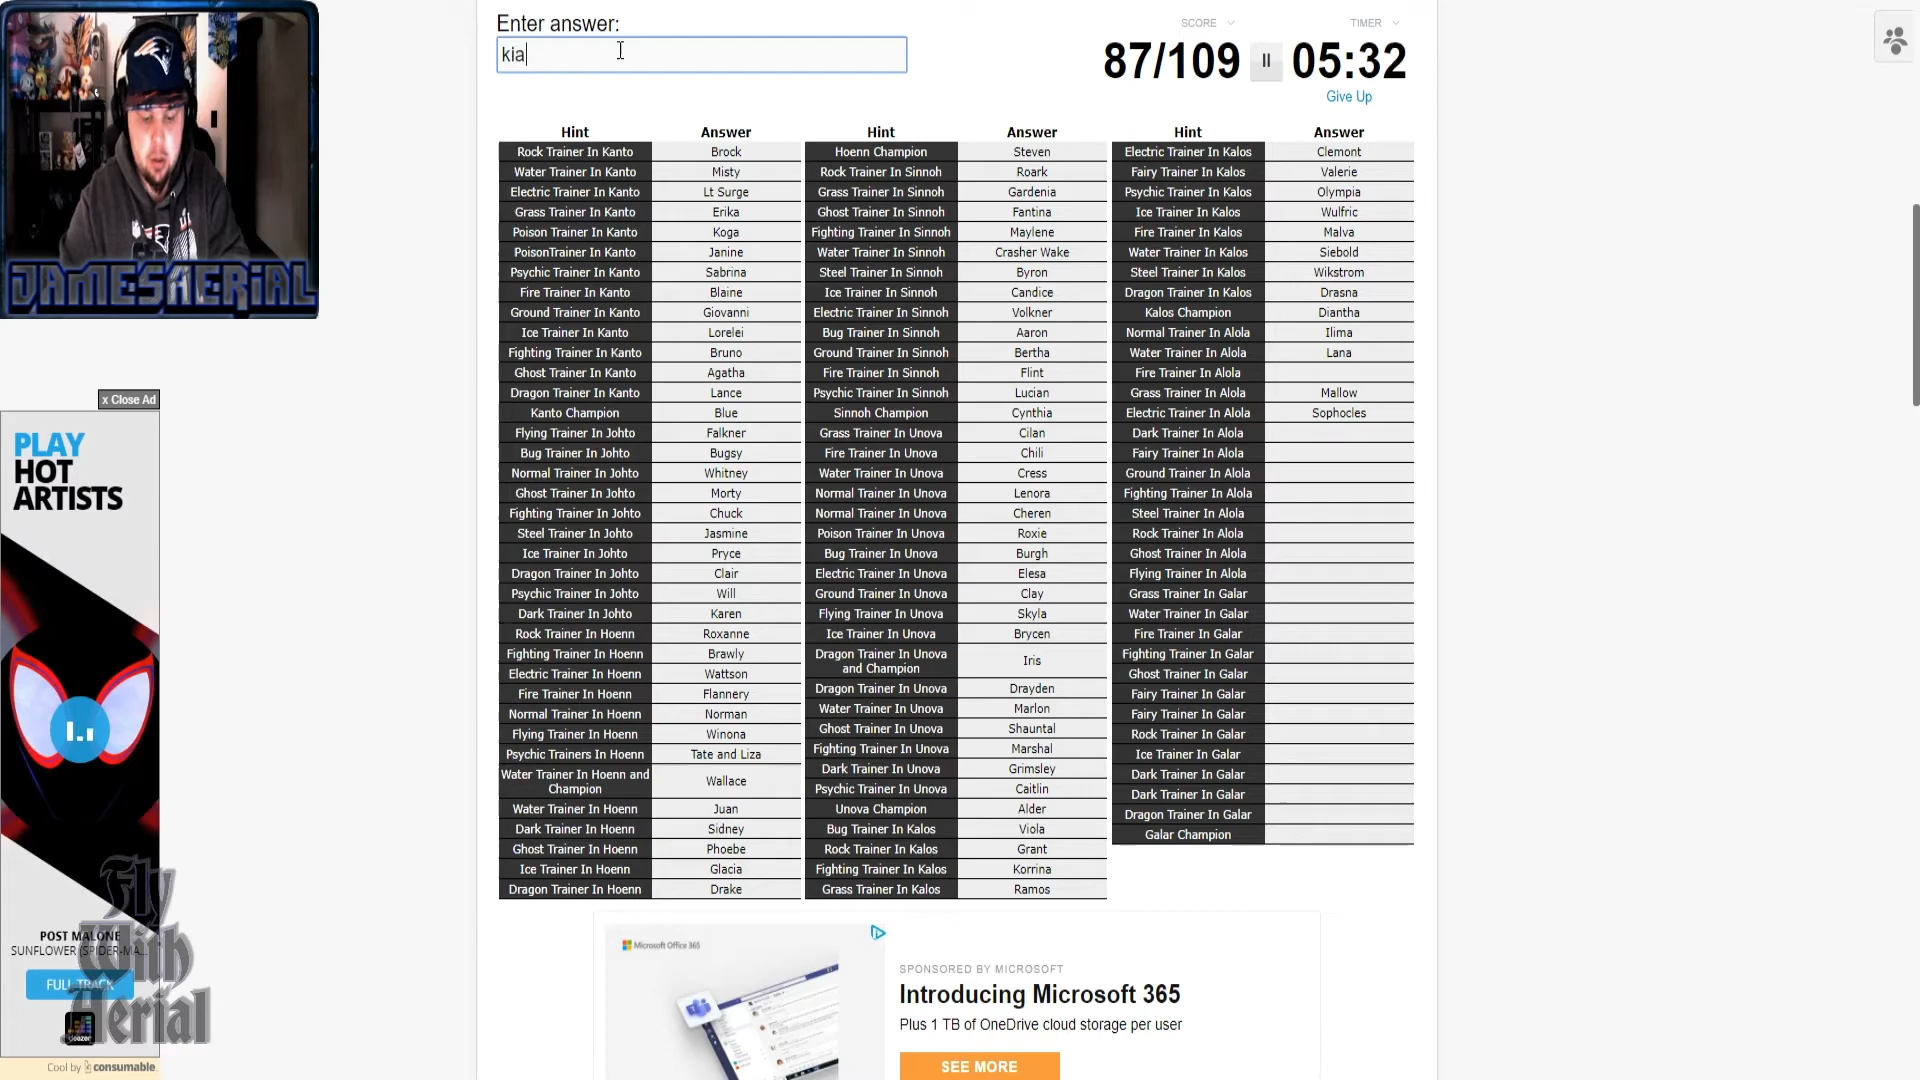 Enter answer:
kia
SCORE
TIMER
87/109
05:32
Give Up
JAMESAERIAL
x Close Ad
PLAY
HOT
ARTISTS
POST MALONE
SUNFLOWER (SPIDER-MA...
FULL TRACK
deezer
Fly
With
Aerial
Cool by consumable.
Hint Answer
Rock Trainer In Kanto Brock
Water Trainer In Kanto Misty
Electric Trainer In Kanto Lt Surge
Grass Trainer In Kanto Erika
Poison Trainer In Kanto Koga
PoisonTrainer In Kanto Janine
Psychic Trainer In Kanto Sabrina
Fire Trainer In Kanto Blaine
Ground Trainer In Kanto Giovanni
Ice Trainer In Kanto Lorelei
Fighting Trainer In Kanto Bruno
Ghost Trainer In Kanto Agatha
Dragon Trainer In Kanto Lance
Kanto Champion Blue
Flying Trainer In Johto Falkner
Bug Trainer In Johto Bugsy
Normal Trainer In Johto Whitney
Ghost Trainer In Johto Morty
Fighting Trainer In Johto Chuck
Steel Trainer In Johto Jasmine
Ice Trainer In Johto Pryce
Dragon Trainer In Johto Clair
Psychic Trainer In Johto Will
Dark Trainer In Johto Karen
Rock Trainer In Hoenn Roxanne
Fighting Trainer In Hoenn Brawly
Electric Trainer In Hoenn Wattson
Fire Trainer In Hoenn Flannery
Normal Trainer In Hoenn Norman
Flying Trainer In Hoenn Winona
Psychic Trainers In Hoenn Tate and Liza
Water Trainer In Hoenn and
Champion Wallace
Water Trainer In Hoenn Juan
Dark Trainer In Hoenn Sidney
Ghost Trainer In Hoenn Phoebe
Ice Trainer In Hoenn Glacia
Dragon Trainer In Hoenn Drake
Hint Answer
Hoenn Champion Steven
Rock Trainer In Sinnoh Roark
Grass Trainer In Sinnoh Gardenia
Ghost Trainer In Sinnoh Fantina
Fighting Trainer In Sinnoh Maylene
Water Trainer In Sinnoh Crasher Wake
Steel Trainer In Sinnoh Byron
Ice Trainer In Sinnoh Candice
Electric Trainer In Sinnoh Volkner
Bug Trainer In Sinnoh Aaron
Ground Trainer In Sinnoh Bertha
Fire Trainer In Sinnoh Flint
Psychic Trainer In Sinnoh Lucian
Sinnoh Champion Cynthia
Grass Trainer In Unova Cilan
Fire Trainer In Unova Chili
Water Trainer In Unova Cress
Normal Trainer In Unova Lenora
Normal Trainer In Unova Cheren
Poison Trainer In Unova Roxie
Bug Trainer In Unova Burgh
Electric Trainer In Unova Elesa
Ground Trainer In Unova Clay
Flying Trainer In Unova Skyla
Ice Trainer In Unova Brycen
Dragon Trainer In Unova
and Champion Iris
Dragon Trainer In Unova Drayden
Water Trainer In Unova Marlon
Ghost Trainer In Unova Shauntal
Fighting Trainer In Unova Marshal
Dark Trainer In Unova Grimsley
Psychic Trainer In Unova Caitlin
Unova Champion Alder
Bug Trainer In Kalos Viola
Rock Trainer In Kalos Grant
Fighting Trainer In Kalos Korrina
Grass Trainer In Kalos Ramos
Hint Answer
Electric Trainer In Kalos Clemont
Fairy Trainer In Kalos Valerie
Psychic Trainer In Kalos Olympia
Ice Trainer In Kalos Wulfric
Fire Trainer In Kalos Malva
Water Trainer In Kalos Siebold
Steel Trainer In Kalos Wikstrom
Dragon Trainer In Kalos Drasna
Kalos Champion Diantha
Normal Trainer In Alola Ilima
Water Trainer In Alola Lana
Fire Trainer In Alola
Grass Trainer In Alola Mallow
Electric Trainer In Alola Sophocles
Dark Trainer In Alola
Fairy Trainer In Alola
Ground Trainer In Alola
Fighting Trainer In Alola
Steel Trainer In Alola
Rock Trainer In Alola
Ghost Trainer In Alola
Flying Trainer In Alola
Grass Trainer In Galar
Water Trainer In Galar
Fire Trainer In Galar
Fighting Trainer In Galar
Ghost Trainer In Galar
Fairy Trainer In Galar
Fairy Trainer In Galar
Rock Trainer In Galar
Ice Trainer In Galar
Dark Trainer In Galar
Dark Trainer In Galar
Dragon Trainer In Galar
Galar Champion
Microsoft Office 365
SPONSORED BY MICROSOFT
Introducing Microsoft 365
Plus 1 TB of OneDrive cloud storage per user
SEE MORE